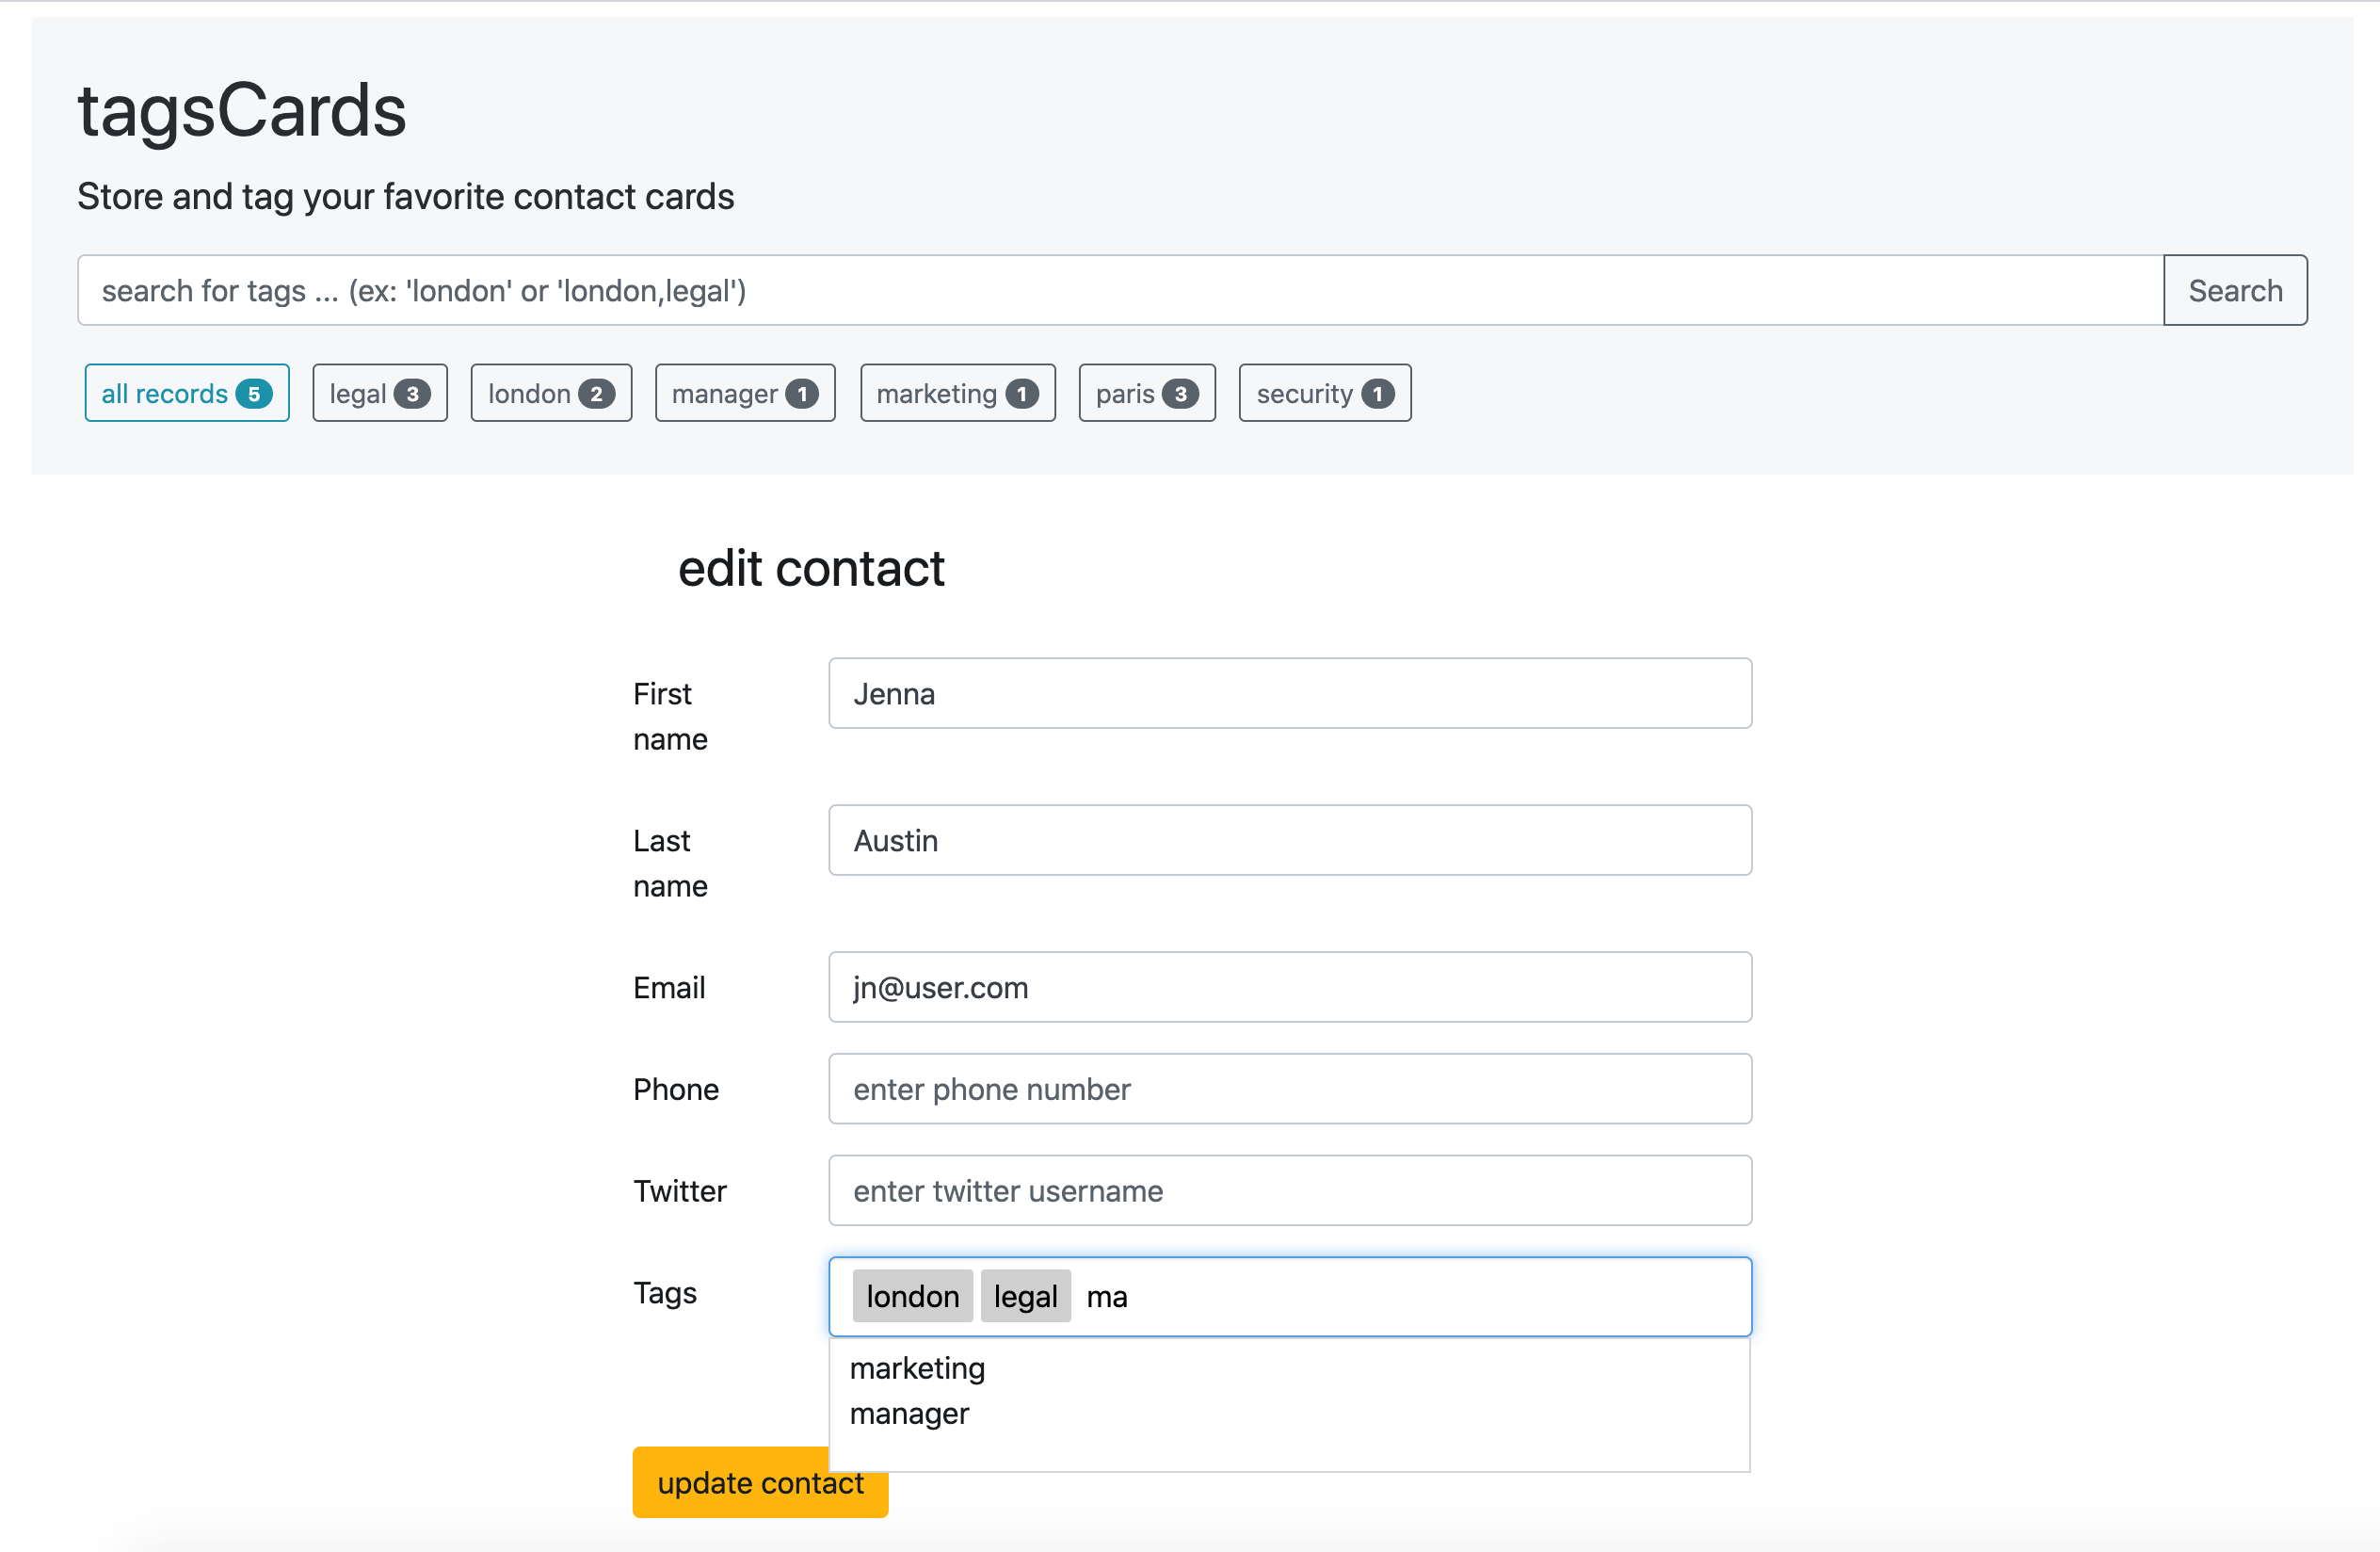 tagsCards
Store and tag your favorite contact cards
search for tags ... (ex: 'london' or 'london,legal') Search
all records 5 legal 3 london 2 manager 1 marketing 1 paris 3 security 1
edit contact
First name Jenna
Last name Austin
Email jn@user.com
Phone enter phone number
Twitter enter twitter username
Tags london legal ma
marketing
manager
update contact